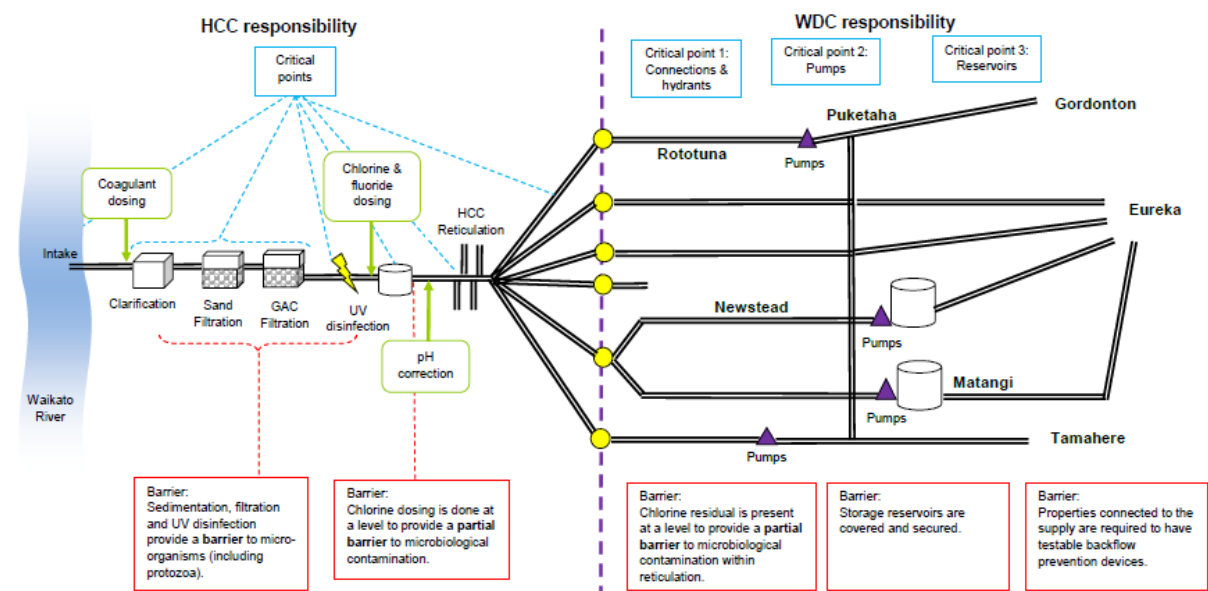 HCC responsibility
WDC responsibility
Critical
points
Critical point 1:
Connections &
hydrants
Critical point 2:
Pumps
Critical point 3:
Reservoirs
Gordonton
Puketaha
Rototuna
Pumps
Coagulant
dosing
Chlorine &
fluoride
dosing
HCC
Reticulation
Eureka
Intake
Clarification
Sand
Filtration
GAC
Filtration
UV
disinfection
Newstead
Pumps
pH
correction
Matangi
Pumps
Waikato
River
Tamahere
Pumps
Barrier:
Sedimentation, filtration
and UV disinfection
provide a barrier to micro-
organisms (including
protozoa).
Barrier:
Chlorine dosing is done at
a level to provide a partial
barrier to microbiological
contamination.
Barrier:
Chlorine residual is present
at a level to provide a partial
barrier to microbiological
contamination within
reticulation.
Barrier:
Storage reservoirs are
covered and secured.
Barrier:
Properties connected to the
supply are required to have
testable backflow
prevention devices.